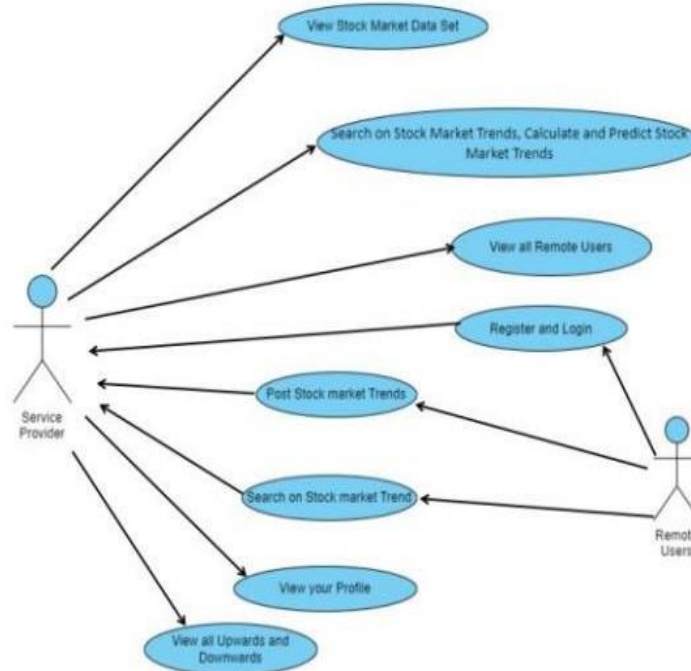 View Stock Market Data Set
Search on Stock Market Trends, Calculate and Predict Stock
Market Trends
View all Remote Users
Register and Login
Post Stock market Trends
Service
Provider
Search on Stock market Trend
Remot
Users
View your Profile
View all Upwards and
Downwards